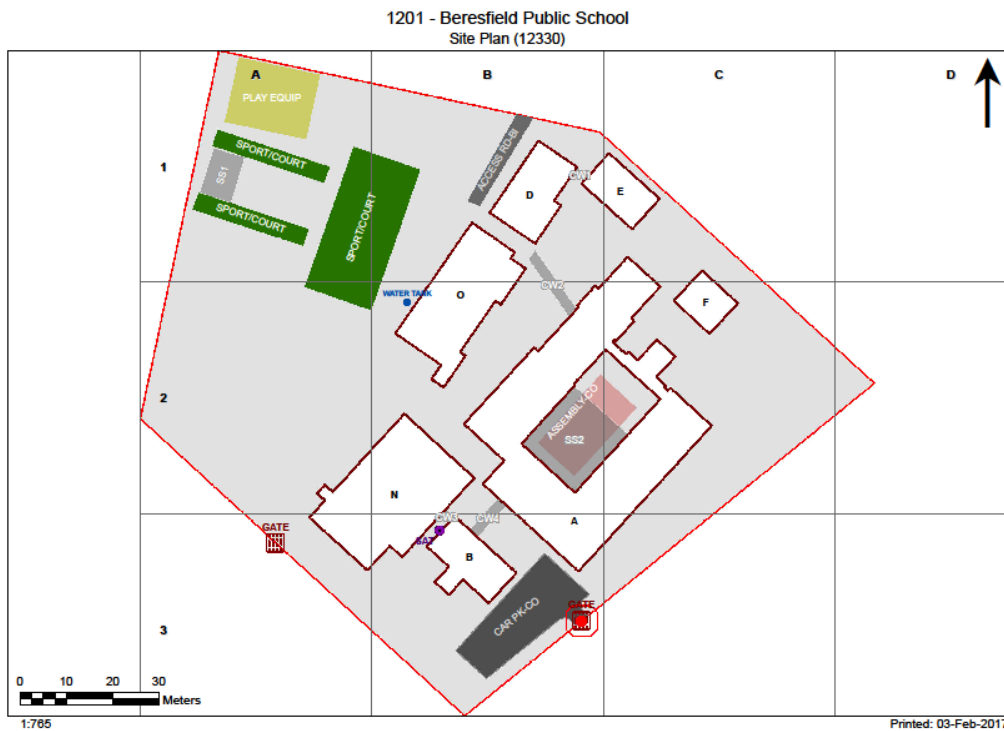 1201 - Beresfield Public School
Site Plan (12330)
A
B
C
D
PLAY EQUIP
1
SPORT/COURT
SS1
SPORT/COURT
SPORT/COURT
ACCESS RD-BI
D
CW1
E
WATER TANK
O
CW2
F
2
ASSEMBLY-CO
SS2
N
A
GATE
CW3
CW4
SAT
B
3
CAR PK-CO
GATE
0 10 20 30
Meters
1:765
Printed: 03-Feb-2017